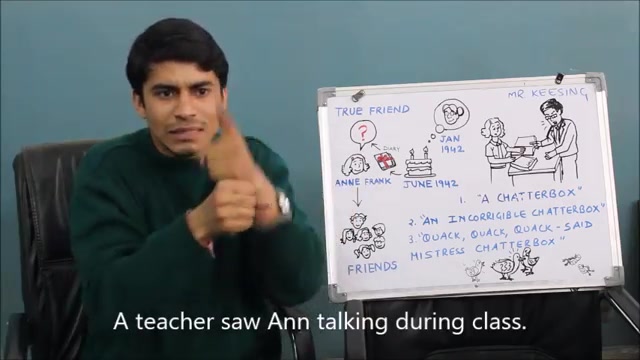 TRUE FRIEND
MR. KEESING
?
DIARY
JAN
1942
ANNE FRANK
JUNE 1942
1. "A CHATTERBOX"
2. "AN INCORRIGIBLE CHATTERBOX"
3. "QUACK, QUACK, QUACK - SAID
MISTRESS CHATTERBOX"
FRIENDS
A teacher saw Ann talking during class.